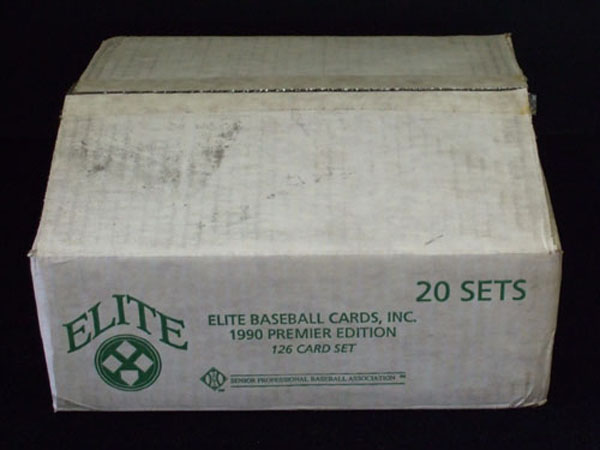 20 SETS
ELITE
ELITE BASEBALL CARDS, INC.
1990 PREMIER EDITION
126 CARD SET
SENIOR PROFESSIONAL BASEBALL ASSOCIATION